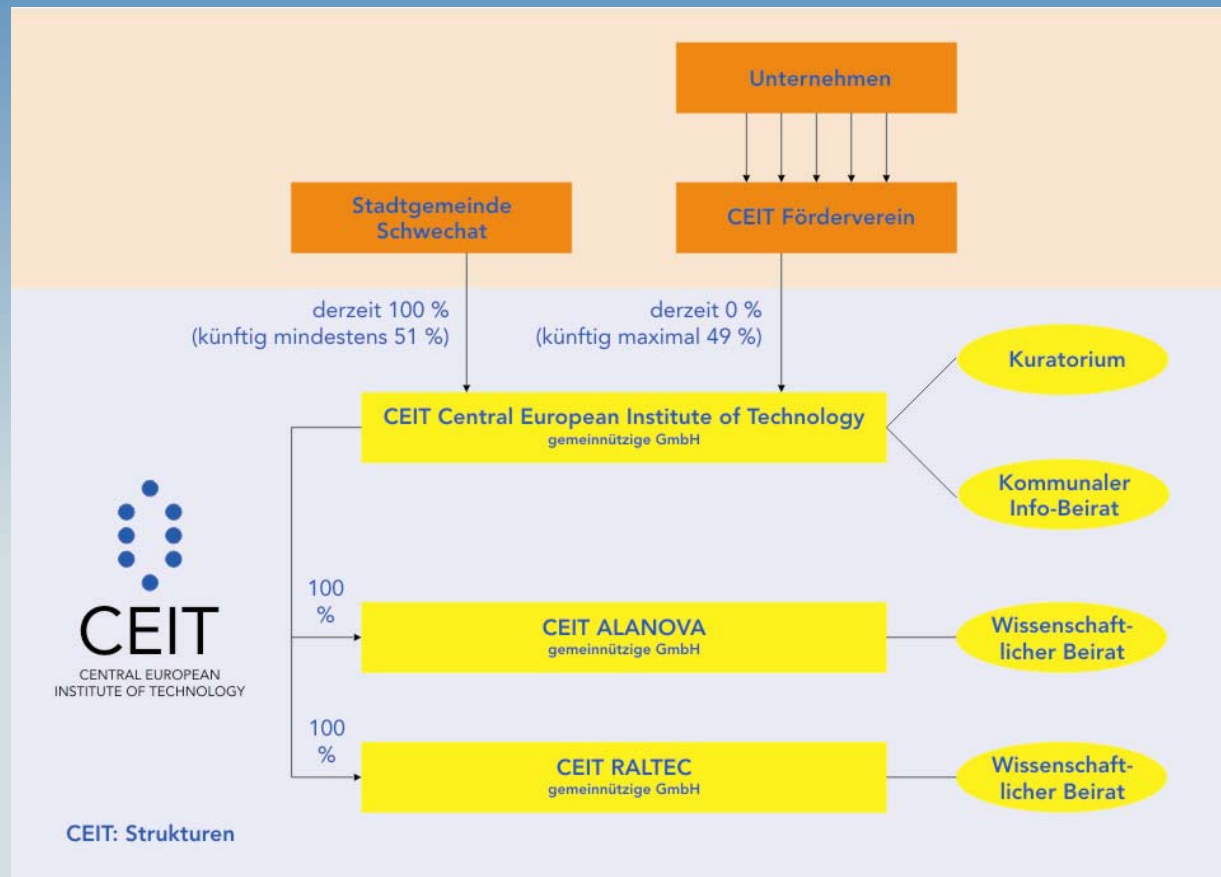 Unternehmen
Stadtgemeinde
Schwechat
CEIT Förderverein
derzeit 100 %
(künftig mindestens 51 %)
derzeit 0 %
(künftig maximal 49 %)
Kuratorium
CEIT Central European Institute of Technology
gemeinnützige GmbH
Kommunaler
Info-Beirat
CEIT
CENTRAL EUROPEAN
INSTITUTE OF TECHNOLOGY
100
%
CEIT ALANOVA
gemeinnützige GmbH
Wissenschaft-
licher Beirat
100
%
CEIT RALTEC
gemeinnützige GmbH
Wissenschaft-
licher Beirat
CEIT: Strukturen